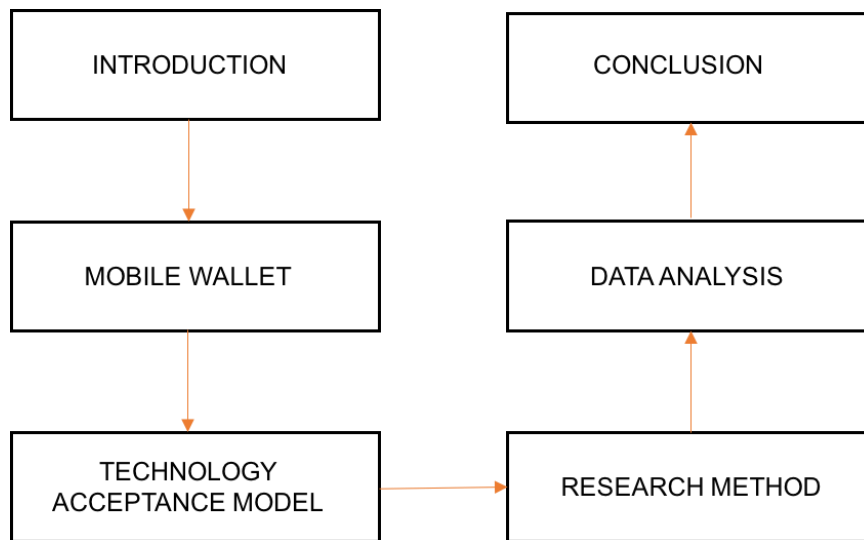 INTRODUCTION
MOBILE WALLET
TECHNOLOGY
ACCEPTANCE MODEL
RESEARCH METHOD
DATA ANALYSIS
CONCLUSION